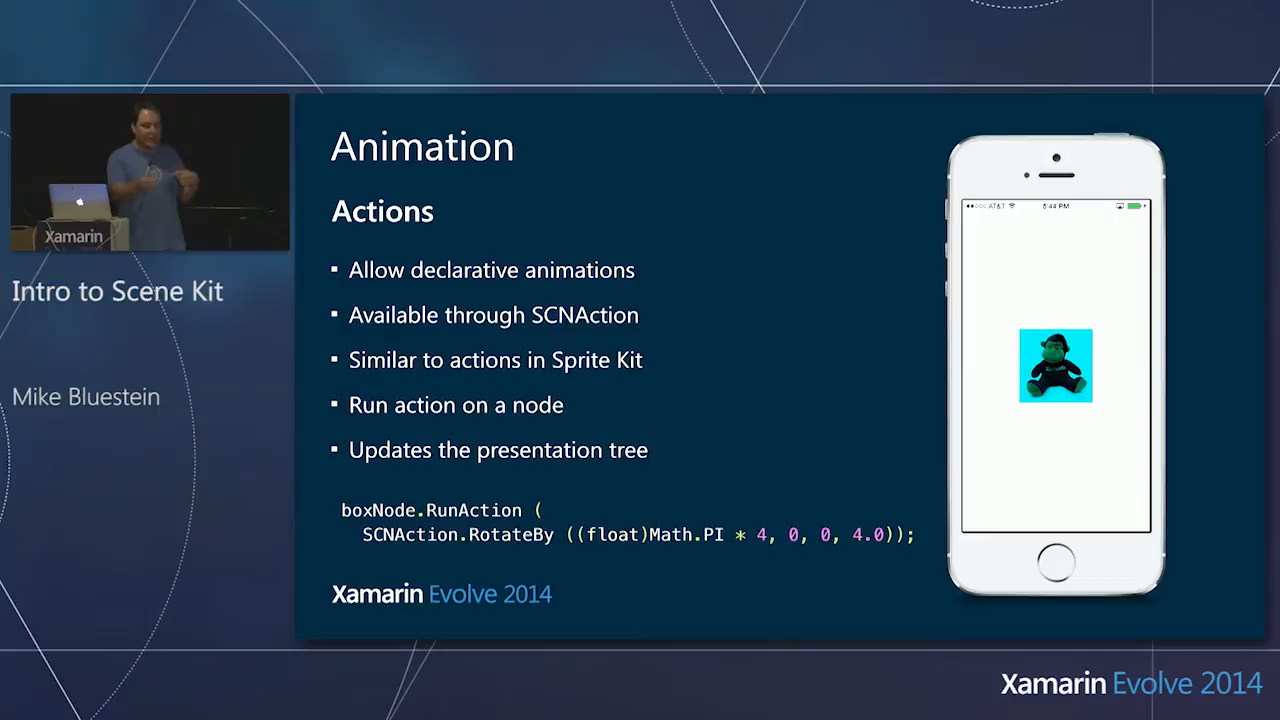 Xamarin
Intro to Scene Kit
Mike Bluestein
Animation
Actions
▪ Allow declarative animations
▪ Available through SCNAction
▪ Similar to actions in Sprite Kit
▪ Run action on a node
▪ Updates the presentation tree
boxNode.RunAction (
SCNAction.RotateBy ((float)Math.PI * 4, 0, 0, 4.0));
Xamarin Evolve 2014
AT&T
5:44 PM
Xamarin Evolve 2014